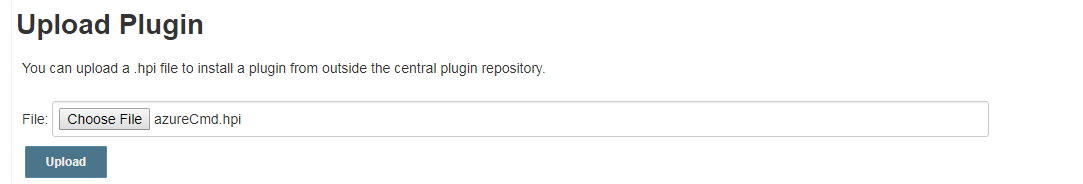 Upload Plugin
You can upload a .hpi file to install a plugin from outside the central plugin repository.
File: Choose File azureCmd.hpi
Upload